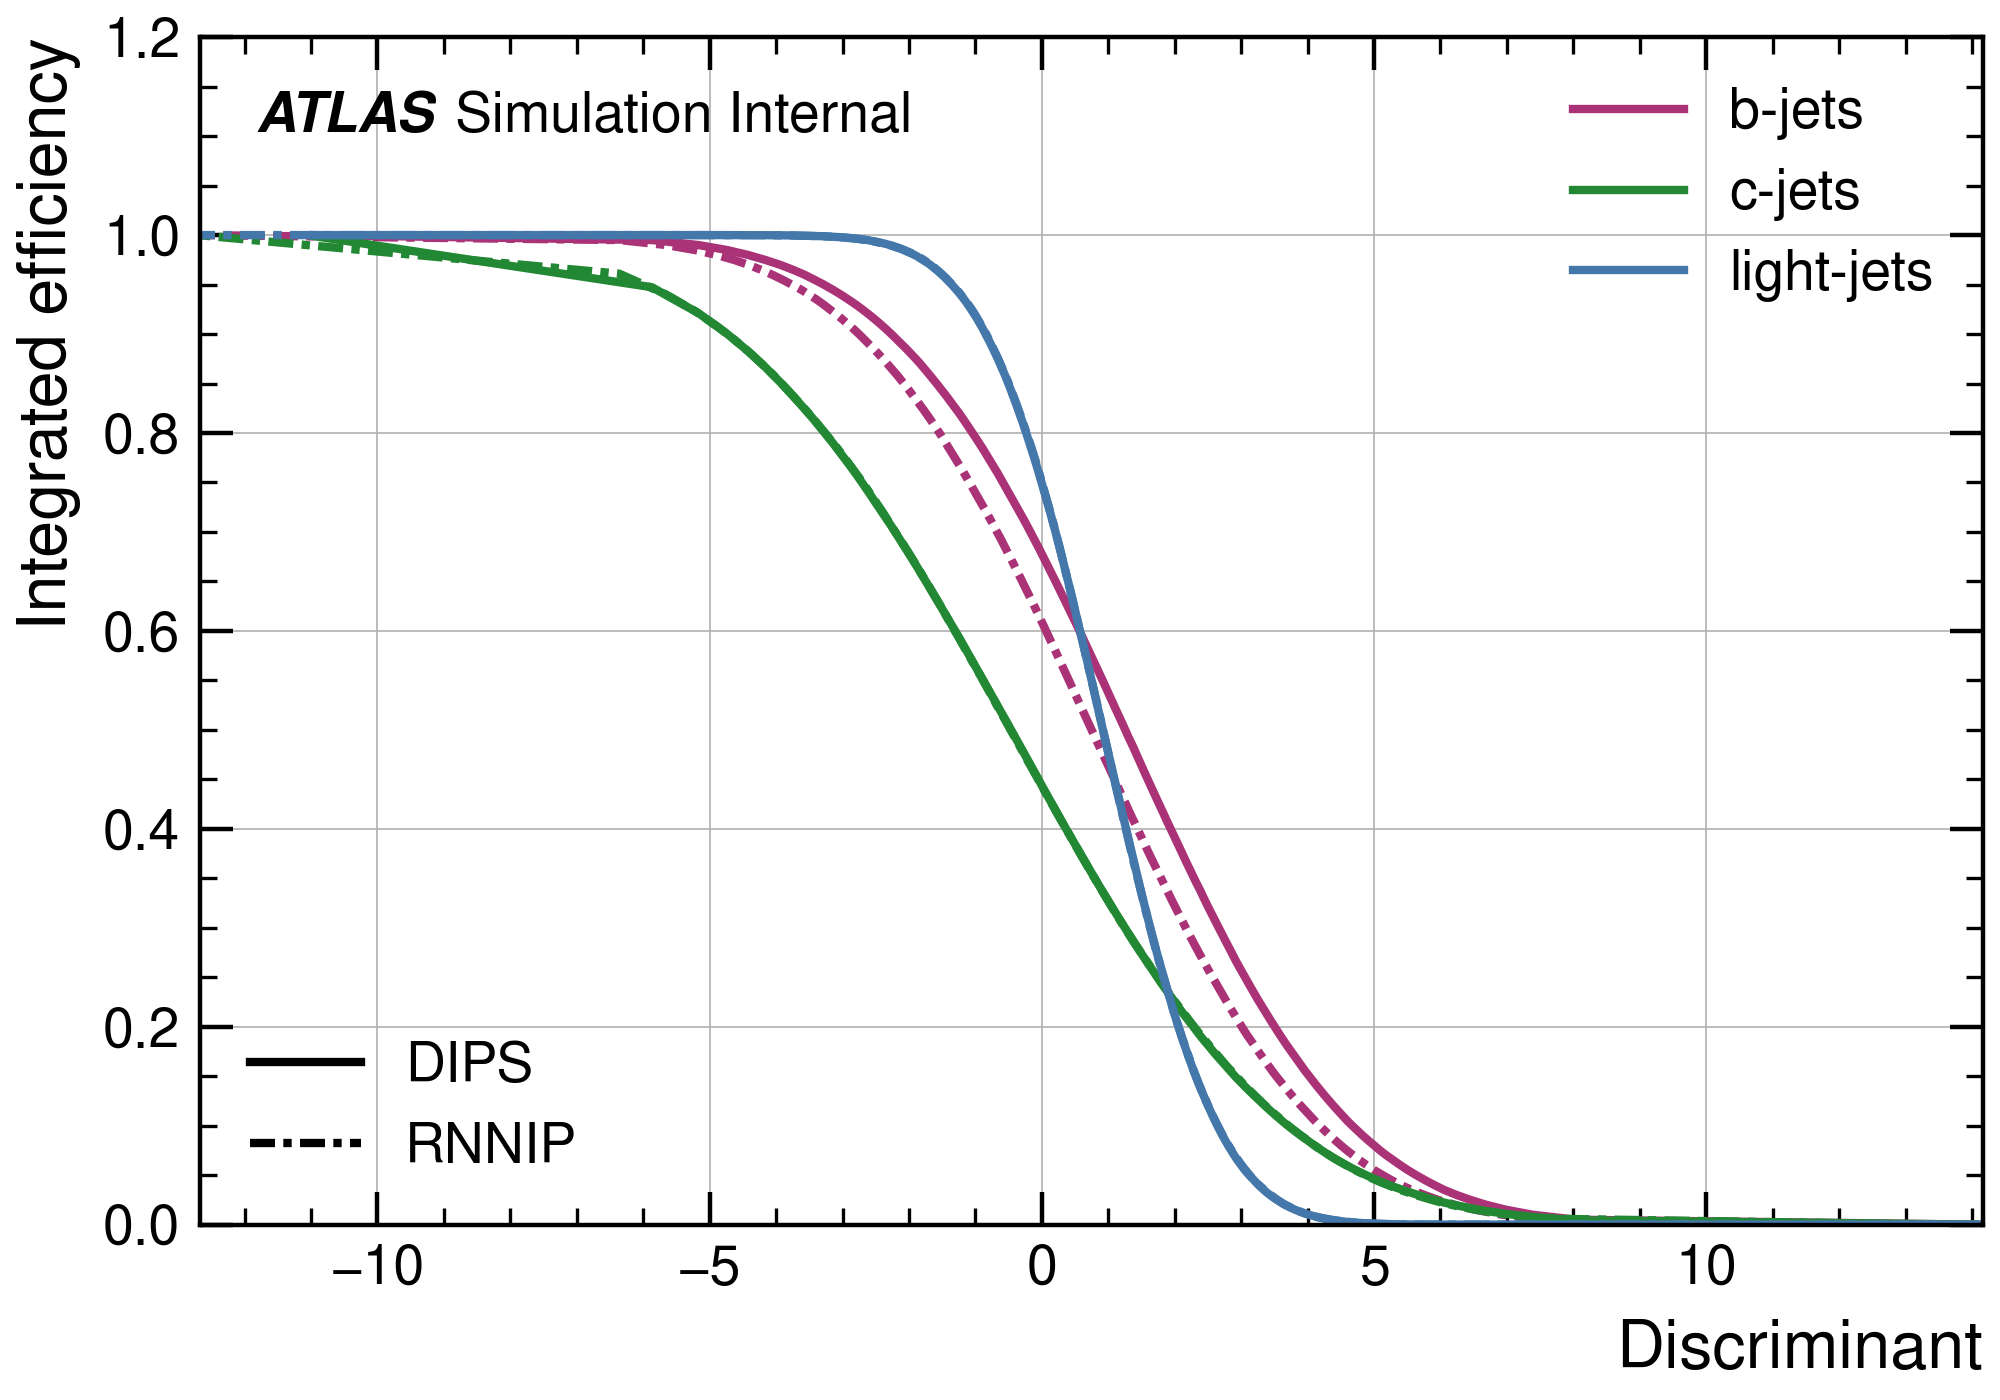 Integrated efficiency
1.2
1.0
0.8
0.6
0.4
0.2
0.0
ATLAS Simulation Internal
b-jets
c-jets
light-jets
DIPS
RNNIP
−10
−5
0
5
10
Discriminant